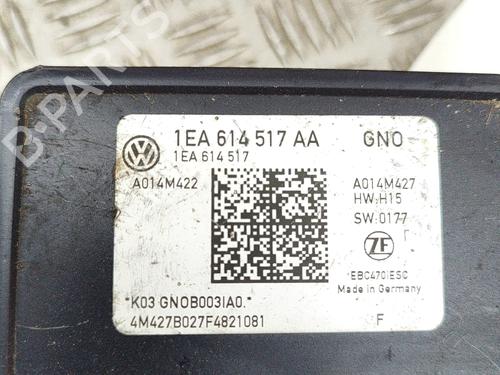 B-PARTS
1EA 614 517 AA GNO
1EA 614 517
A014M422 A014M427
HW:H15
SW:0177
ZF
EBC470IESC
Made in Germany
*K03 GNOB003IA0.*
4M427B027F4821081 F